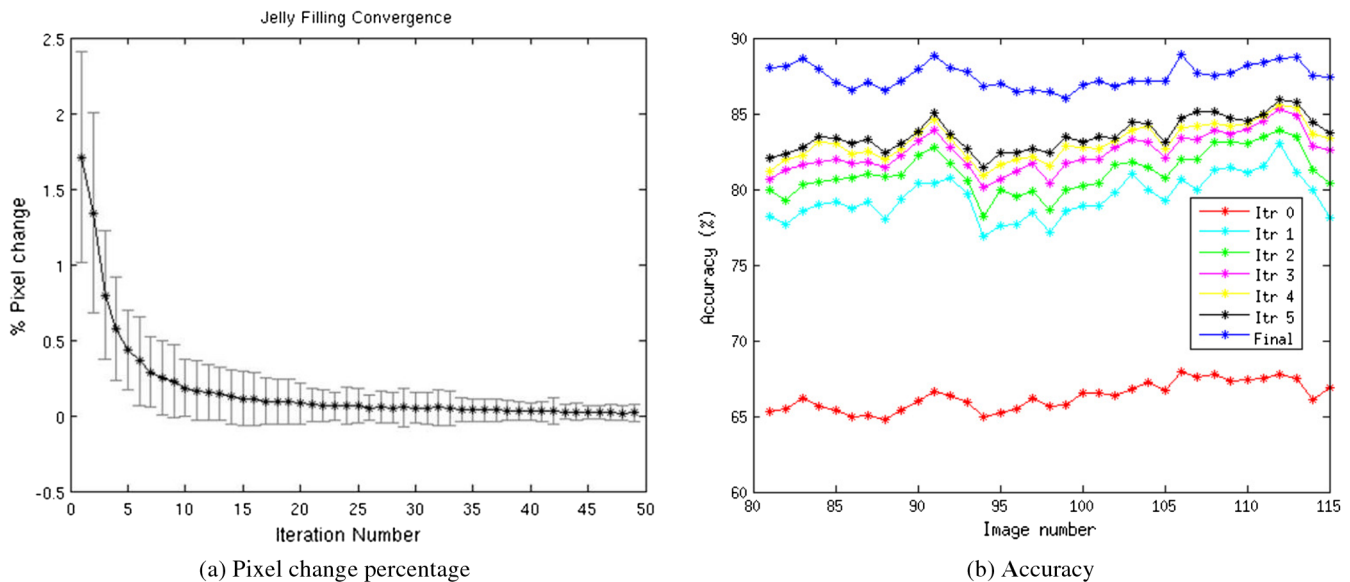 Jelly Filling Convergence
2.5
2
1.5
1
0.5
0
-0.5
% Pixel change
0 5 10 15 20 25 30 35 40 45 50
Iteration Number
(a) Pixel change percentage
90
85
80
75
70
65
60
Accuracy (%)
Itr 0
Itr 1
Itr 2
Itr 3
Itr 4
Itr 5
Final
80 85 90 95 100 105 110 115
Image number
(b) Accuracy